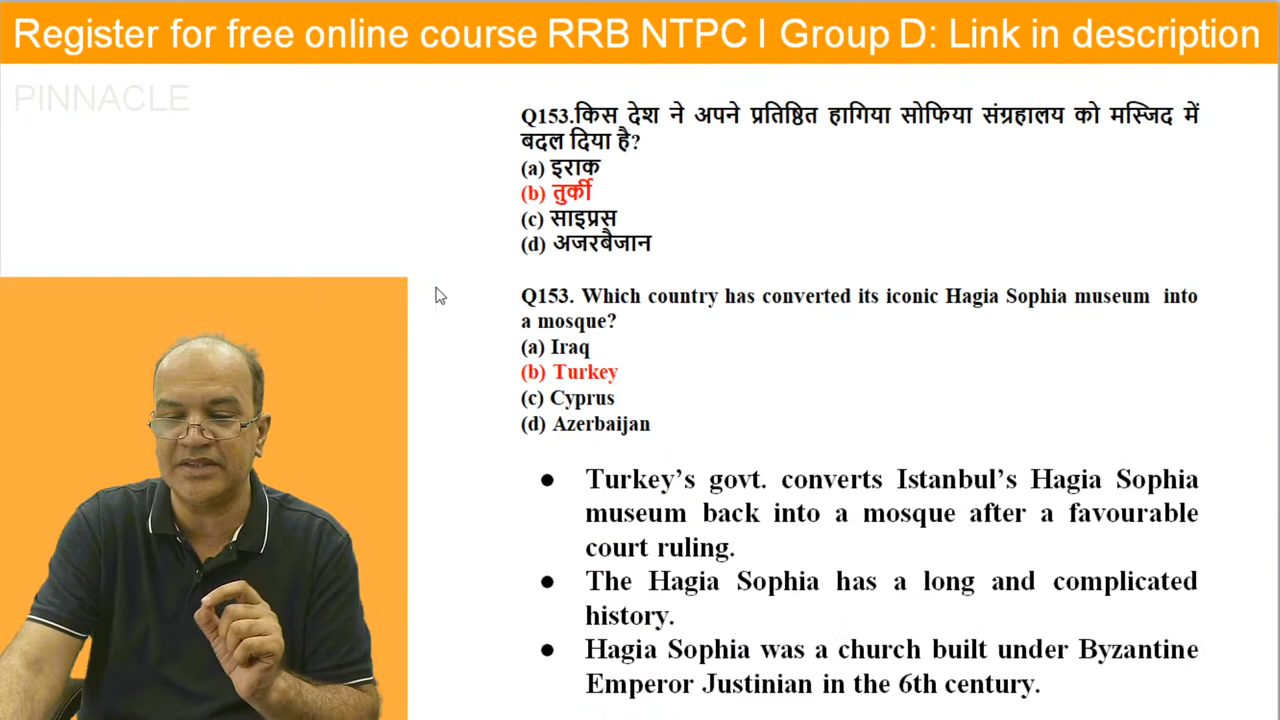 Register for free online course RRB NTPC I Group D: Link in description
PINNACLE
Q153.किस देश ने अपने प्रतिष्ठित हागिया सोफिया संग्रहालय को मस्जिद में
बदल दिया है?
(a) इराक
(b) तुर्की
(c) साइप्रस
(d) अजरबैजान
Q153. Which country has converted its iconic Hagia Sophia museum into
a mosque?
(a) Iraq
(b) Turkey
(c) Cyprus
(d) Azerbaijan
● Turkey’s govt. converts Istanbul’s Hagia Sophia
museum back into a mosque after a favourable
court ruling.
● The Hagia Sophia has a long and complicated
history.
● Hagia Sophia was a church built under Byzantine
Emperor Justinian in the 6th century.